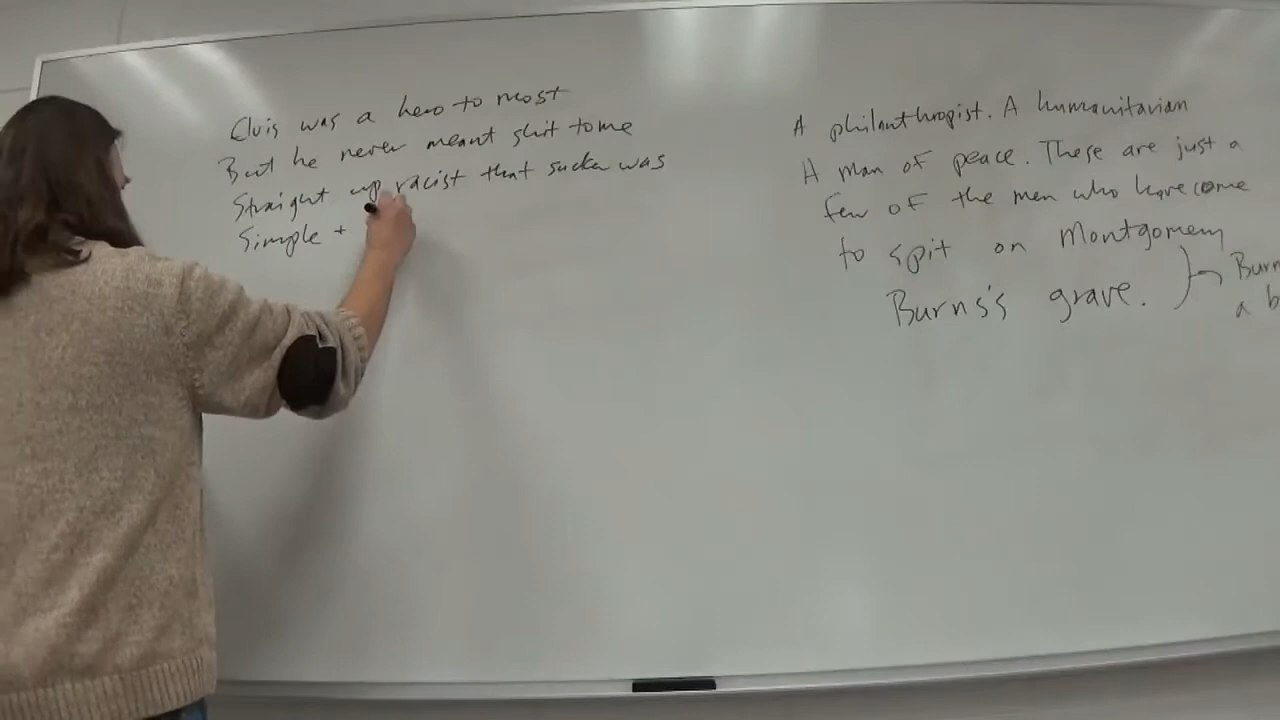 Elvis was a hero to most
But he never meant shit to me
Straight up racist that sucka was
Simple +
A philanthropist. A humanitarian
A man of peace. These are just a
few of the men who have come
to spit on Montgomery
Burns's grave.
Burn
a b